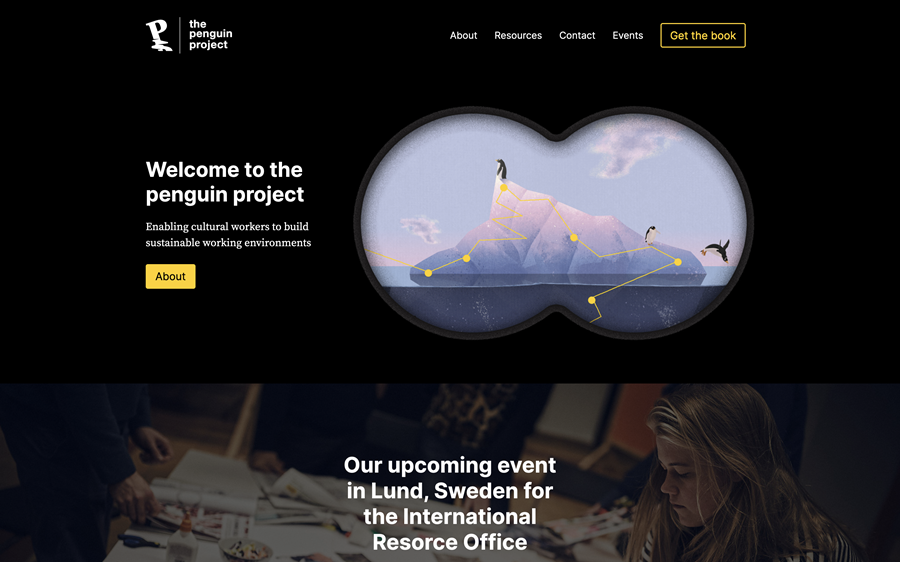 the
penguin
project
About Resources Contact Events Get the book
Welcome to the
penguin project
Enabling cultural workers to build
sustainable working environments
About
Our upcoming event
in Lund, Sweden for
the International
Resorce Office